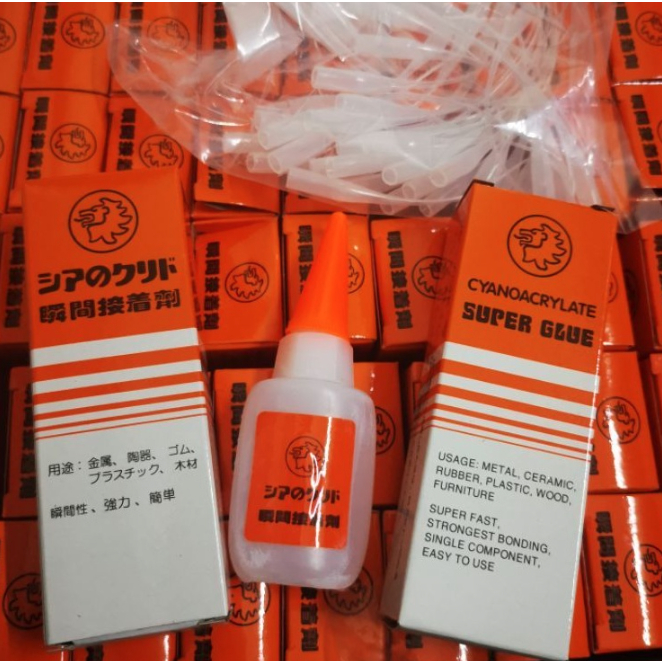 シアのクリド
瞬間接着劑
用途：金属、陶器、ゴム、
プラスチック、木材
瞬間性、強力、簡単
シアのクリド
瞬間接着劑
CYANOACRYLATE
SUPER GLUE
USAGE: METAL, CERAMIC,
RUBBER, PLASTIC, WOOD,
FURNITURE
SUPER FAST,
STRONGEST BONDING,
SINGLE COMPONENT,
EASY TO USE